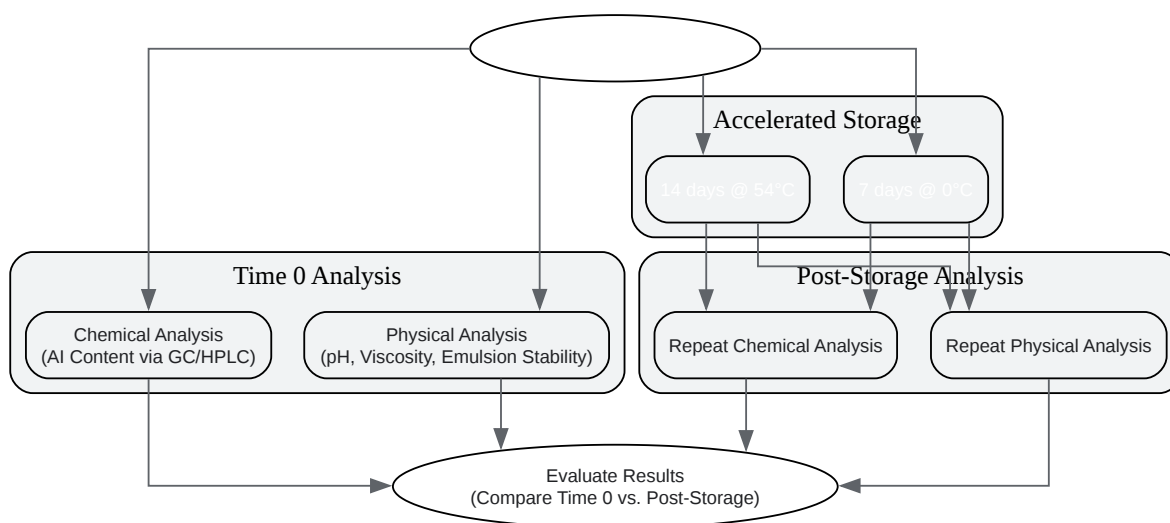 Accelerated Storage
14 days @ 54°C
7 days @ 0°C
Time 0 Analysis
Post-Storage Analysis
Chemical Analysis
(AI Content via GC/HPLC)
Physical Analysis
(pH, Viscosity, Emulsion Stability)
Repeat Chemical Analysis
Repeat Physical Analysis
Evaluate Results
(Compare Time 0 vs. Post-Storage)